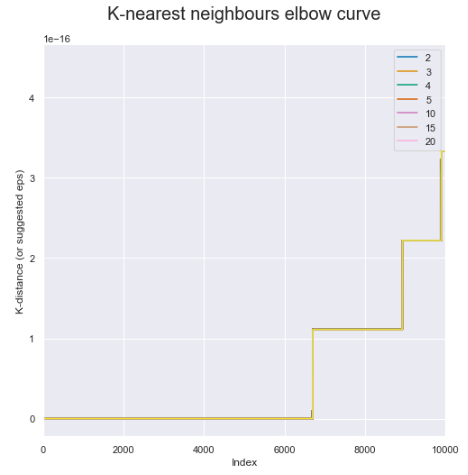 K-nearest neighbours elbow curve
1e−16
2
3
4
5
10
15
20
4
3
2
1
0
K-distance (or suggested eps)
0 2000 4000 6000 8000 10000
Index